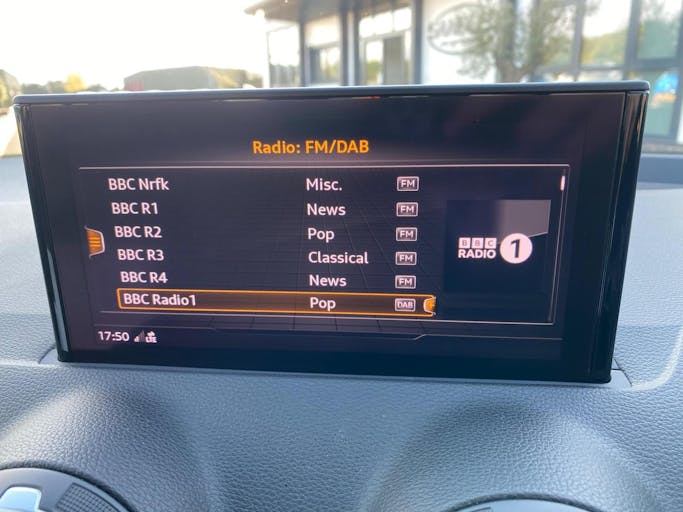 Radio: FM/DAB
BBC Nrfk Misc. FM
BBC R1 News FM
BBC R2 Pop FM
BBC R3 Classical FM
BBC R4 News FM
BBC Radio1 Pop DAB
BBC
RADIO 1
17:50 LTE